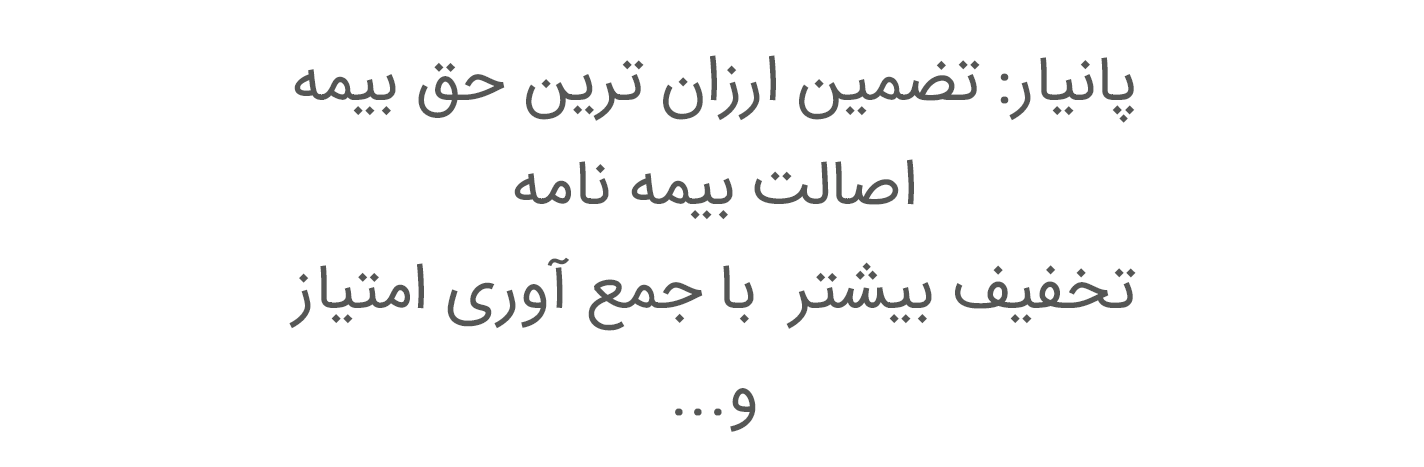 پانیار: تضمین ارزان ترین حق بیمه
اصالت بیمه نامه
تخفیف بیشتر  با جمع آوری امتیاز
و...